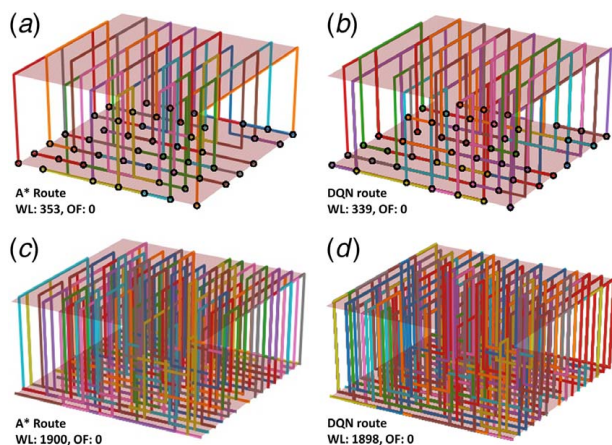 (a)
A* Route
WL: 353, OF: 0
(b)
DQN route
WL: 339, OF: 0
(c)
A* Route
WL: 1900, OF: 0
(d)
DQN route
WL: 1898, OF: 0